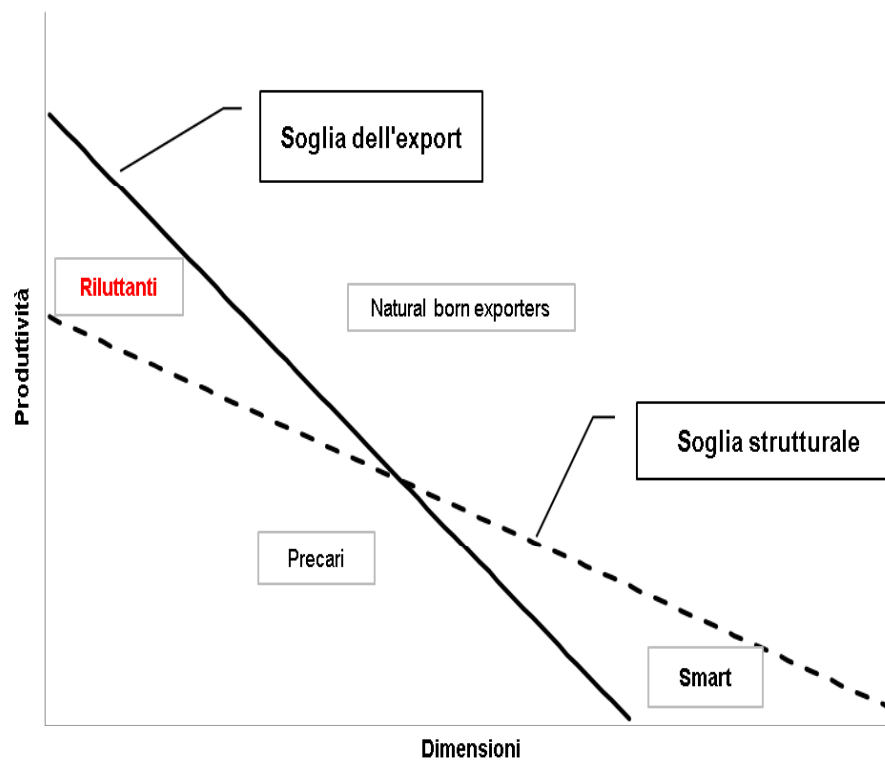 Soglia dell'export
Riluttanti
Natural born exporters
Produttività
Soglia strutturale
Precari
Smart
Dimensioni